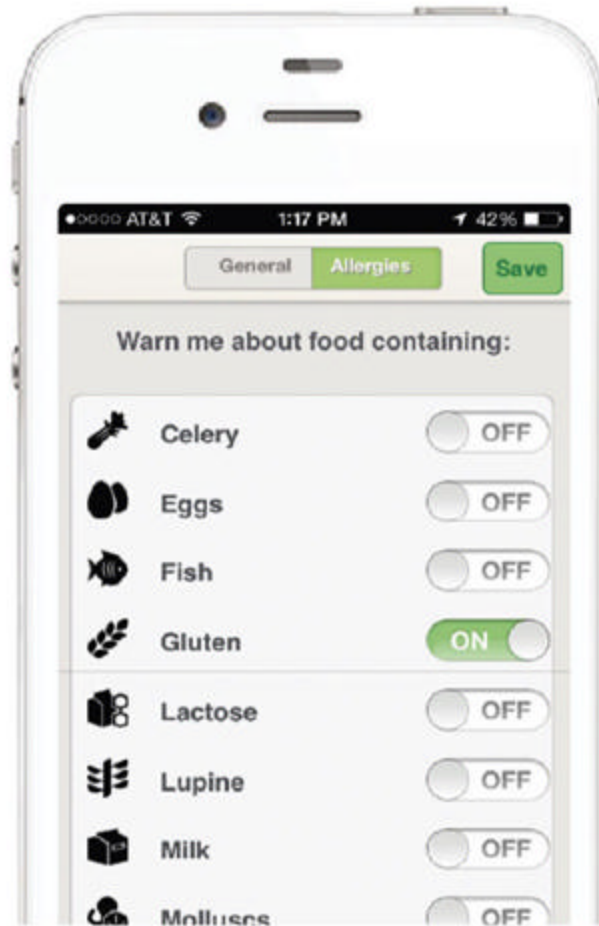 AT&T 1:17 PM 42%
General Allergies Save
Warn me about food containing:
Celery OFF
Eggs OFF
Fish OFF
Gluten ON
Lactose OFF
Lupine OFF
Milk OFF
Molluscs OFF